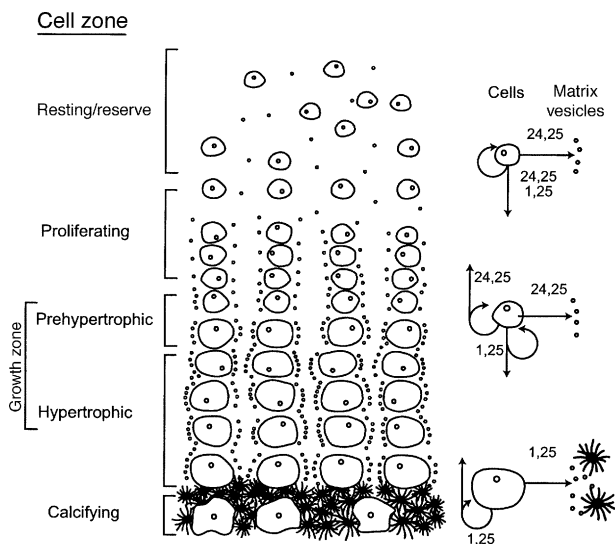 Cell zone
Resting/reserve
Proliferating
Growth zone
Prehypertrophic
Hypertrophic
Calcifying
Cells
Matrix
vesicles
24,25
24,25
1,25
24,25
24,25
1,25
1,25
1,25